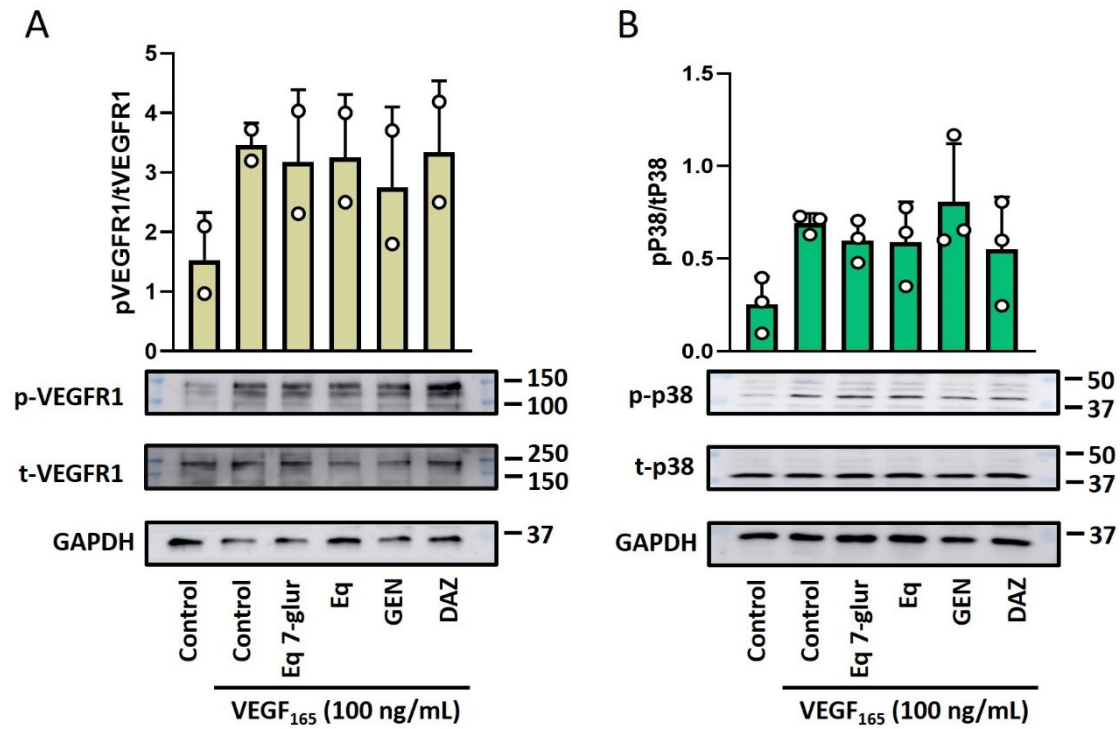 A
pVEGFR1/tVEGFR1
5
4
3
2
1
0
p-VEGFR1
150
100
t-VEGFR1
250
150
GAPDH
37
Control
Control
Eq 7-glur
Eq
GEN
DAZ
VEGF₁₆₅ (100 ng/mL)
B
pP38/tP38
1.5
1.0
0.5
0.0
p-p38
50
37
t-p38
50
37
GAPDH
37
Control
Control
Eq 7-glur
Eq
GEN
DAZ
VEGF₁₆₅ (100 ng/mL)